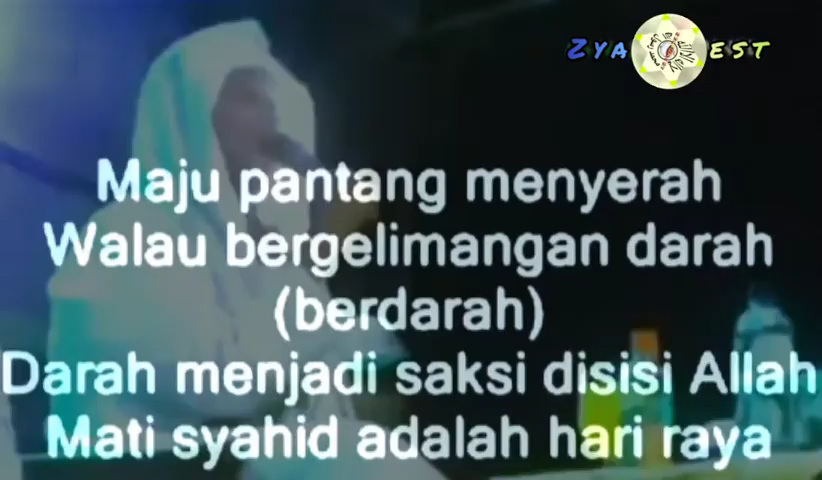 ZYA EST
Maju pantang menyerah
Walau bergelimangan darah
(berdarah)
Darah menjadi saksi disisi Allah
Mati syahid adalah hari raya